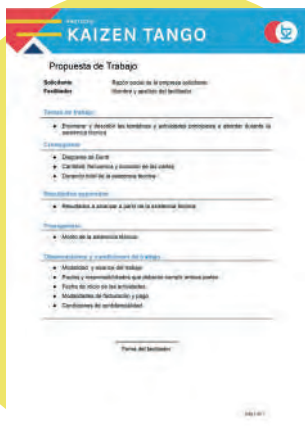 PROYECTO
KAIZEN TANGO
Propuesta de Trabajo
Solicitante Razón social de la empresa solicitante
Facilitador Nombre y apellido del facilitador
Tareas de trabajo
● Enumerar y describir las temáticas y actividades principales a abordar durante la
asistencia técnica
Cronograma
● Diagrama de Gantt
● Cantidad, frecuencia y duración de las visitas
● Duración total de la asistencia técnica
Resultados esperados
● Resultados a alcanzar a partir de la asistencia técnica
Presupuesto
● Monto de la asistencia técnica
Observaciones y condiciones de trabajo
● Modalidad y alcance del trabajo
● Pautas y responsabilidades que deberán cumplir ambas partes
● Fecha de inicio de las actividades
● Modalidades de facturación y pago
● Condiciones de confidencialidad
Firma del facilitador